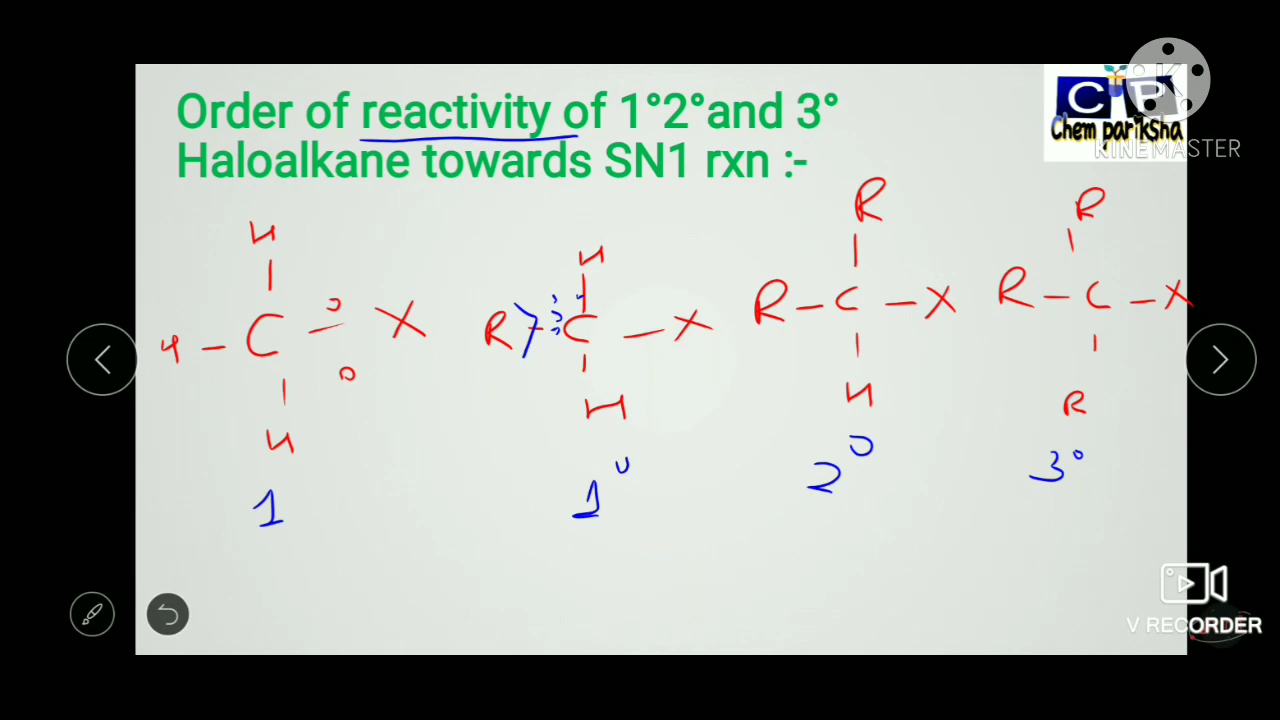 Order of reactivity of 1°2°and 3°
Haloalkane towards SN1 rxn :-
CP
Chem pariksha
KINEMASTER
H
H - C - X
H
1
H
R - C - X
H
1°
R
R - C - X
H
2°
R
R - C - X
R
3°
V RECORDER